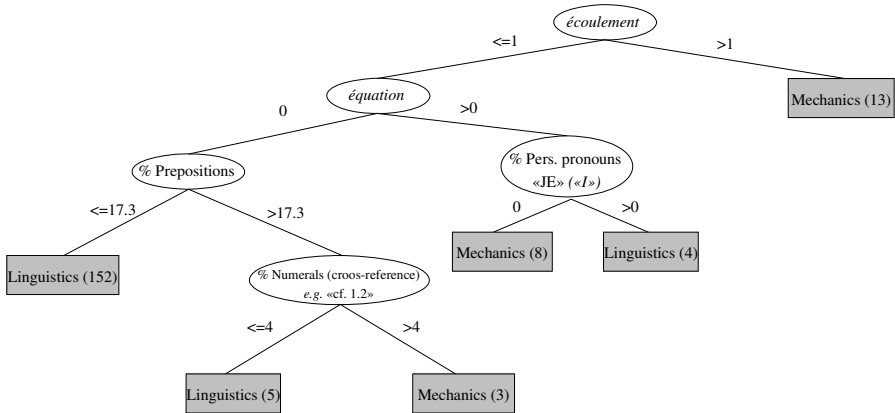 écoulement
<=1
>1
équation
Mechanics (13)
0
>0
% Prepositions
% Pers. pronouns
«JE» («I»)
<=17.3
>17.3
0
>0
Linguistics (152)
Mechanics (8)
Linguistics (4)
% Numerals (croos-reference)
e.g. «cf. 1.2»
<=4
>4
Linguistics (5)
Mechanics (3)